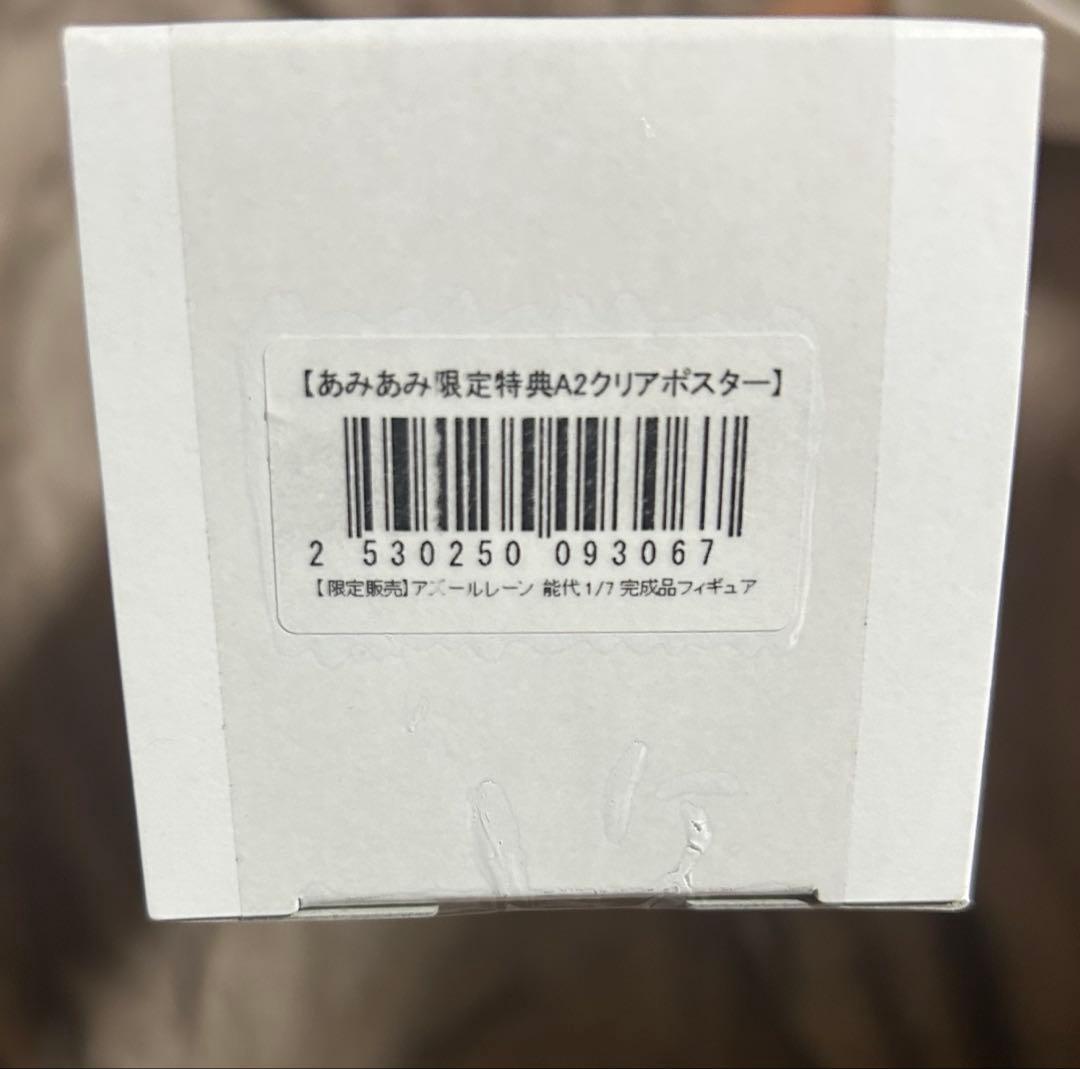 【あみあみ限定特典A2クリアポスター】
2 530250 093067
【限定販売】アズールレーン 能代 1/7 完成品フィギュア